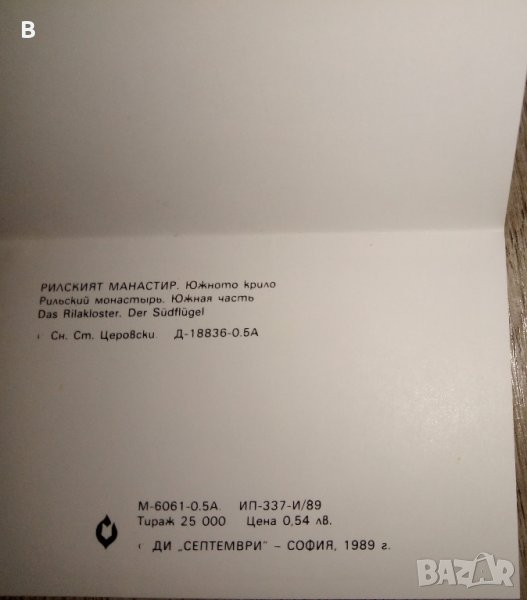 В
РИЛСКИЯТ МАНАСТИР. Южното крило
Рильский монастырь. Южная часть
Das Rilakloster. Der Südflügel
Сн. Ст. Церовски. Д-18836-0.5А
М-6061-0.5А. ИП-337-И/89
Тираж 25 000 Цена 0,54 лв.
ДИ „СЕПТЕМВРИ" – СОФИЯ, 1989 г.
BAZAR